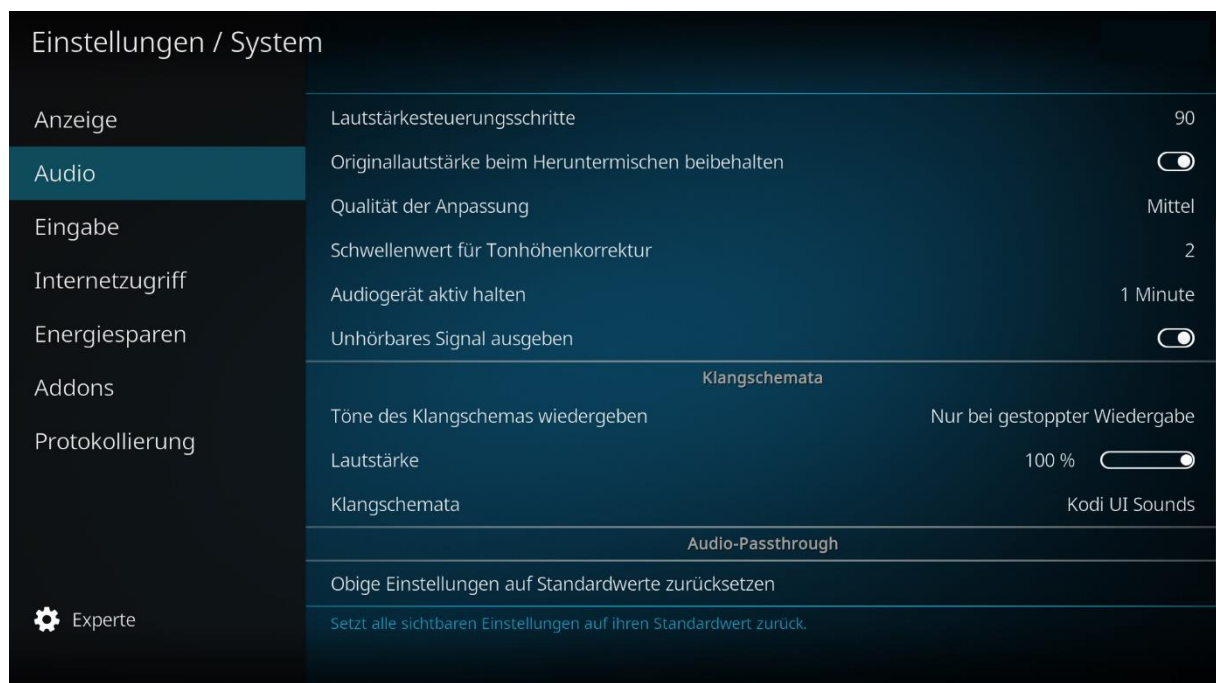 Einstellungen / System
Anzeige
Audio
Eingabe
Internetzugriff
Energiesparen
Addons
Protokollierung
Experte
Lautstärkesteuerungsschritte 90
Originallautstärke beim Heruntermischen beibehalten
Qualität der Anpassung Mittel
Schwellenwert für Tonhöhenkorrektur 2
Audiogerät aktiv halten 1 Minute
Unhörbares Signal ausgeben
Klangschemata
Töne des Klangschemas wiedergeben Nur bei gestoppter Wiedergabe
Lautstärke 100 %
Klangschemata Kodi UI Sounds
Audio-Passthrough
Obige Einstellungen auf Standardwerte zurücksetzen
Setzt alle sichtbaren Einstellungen auf ihren Standardwert zurück.